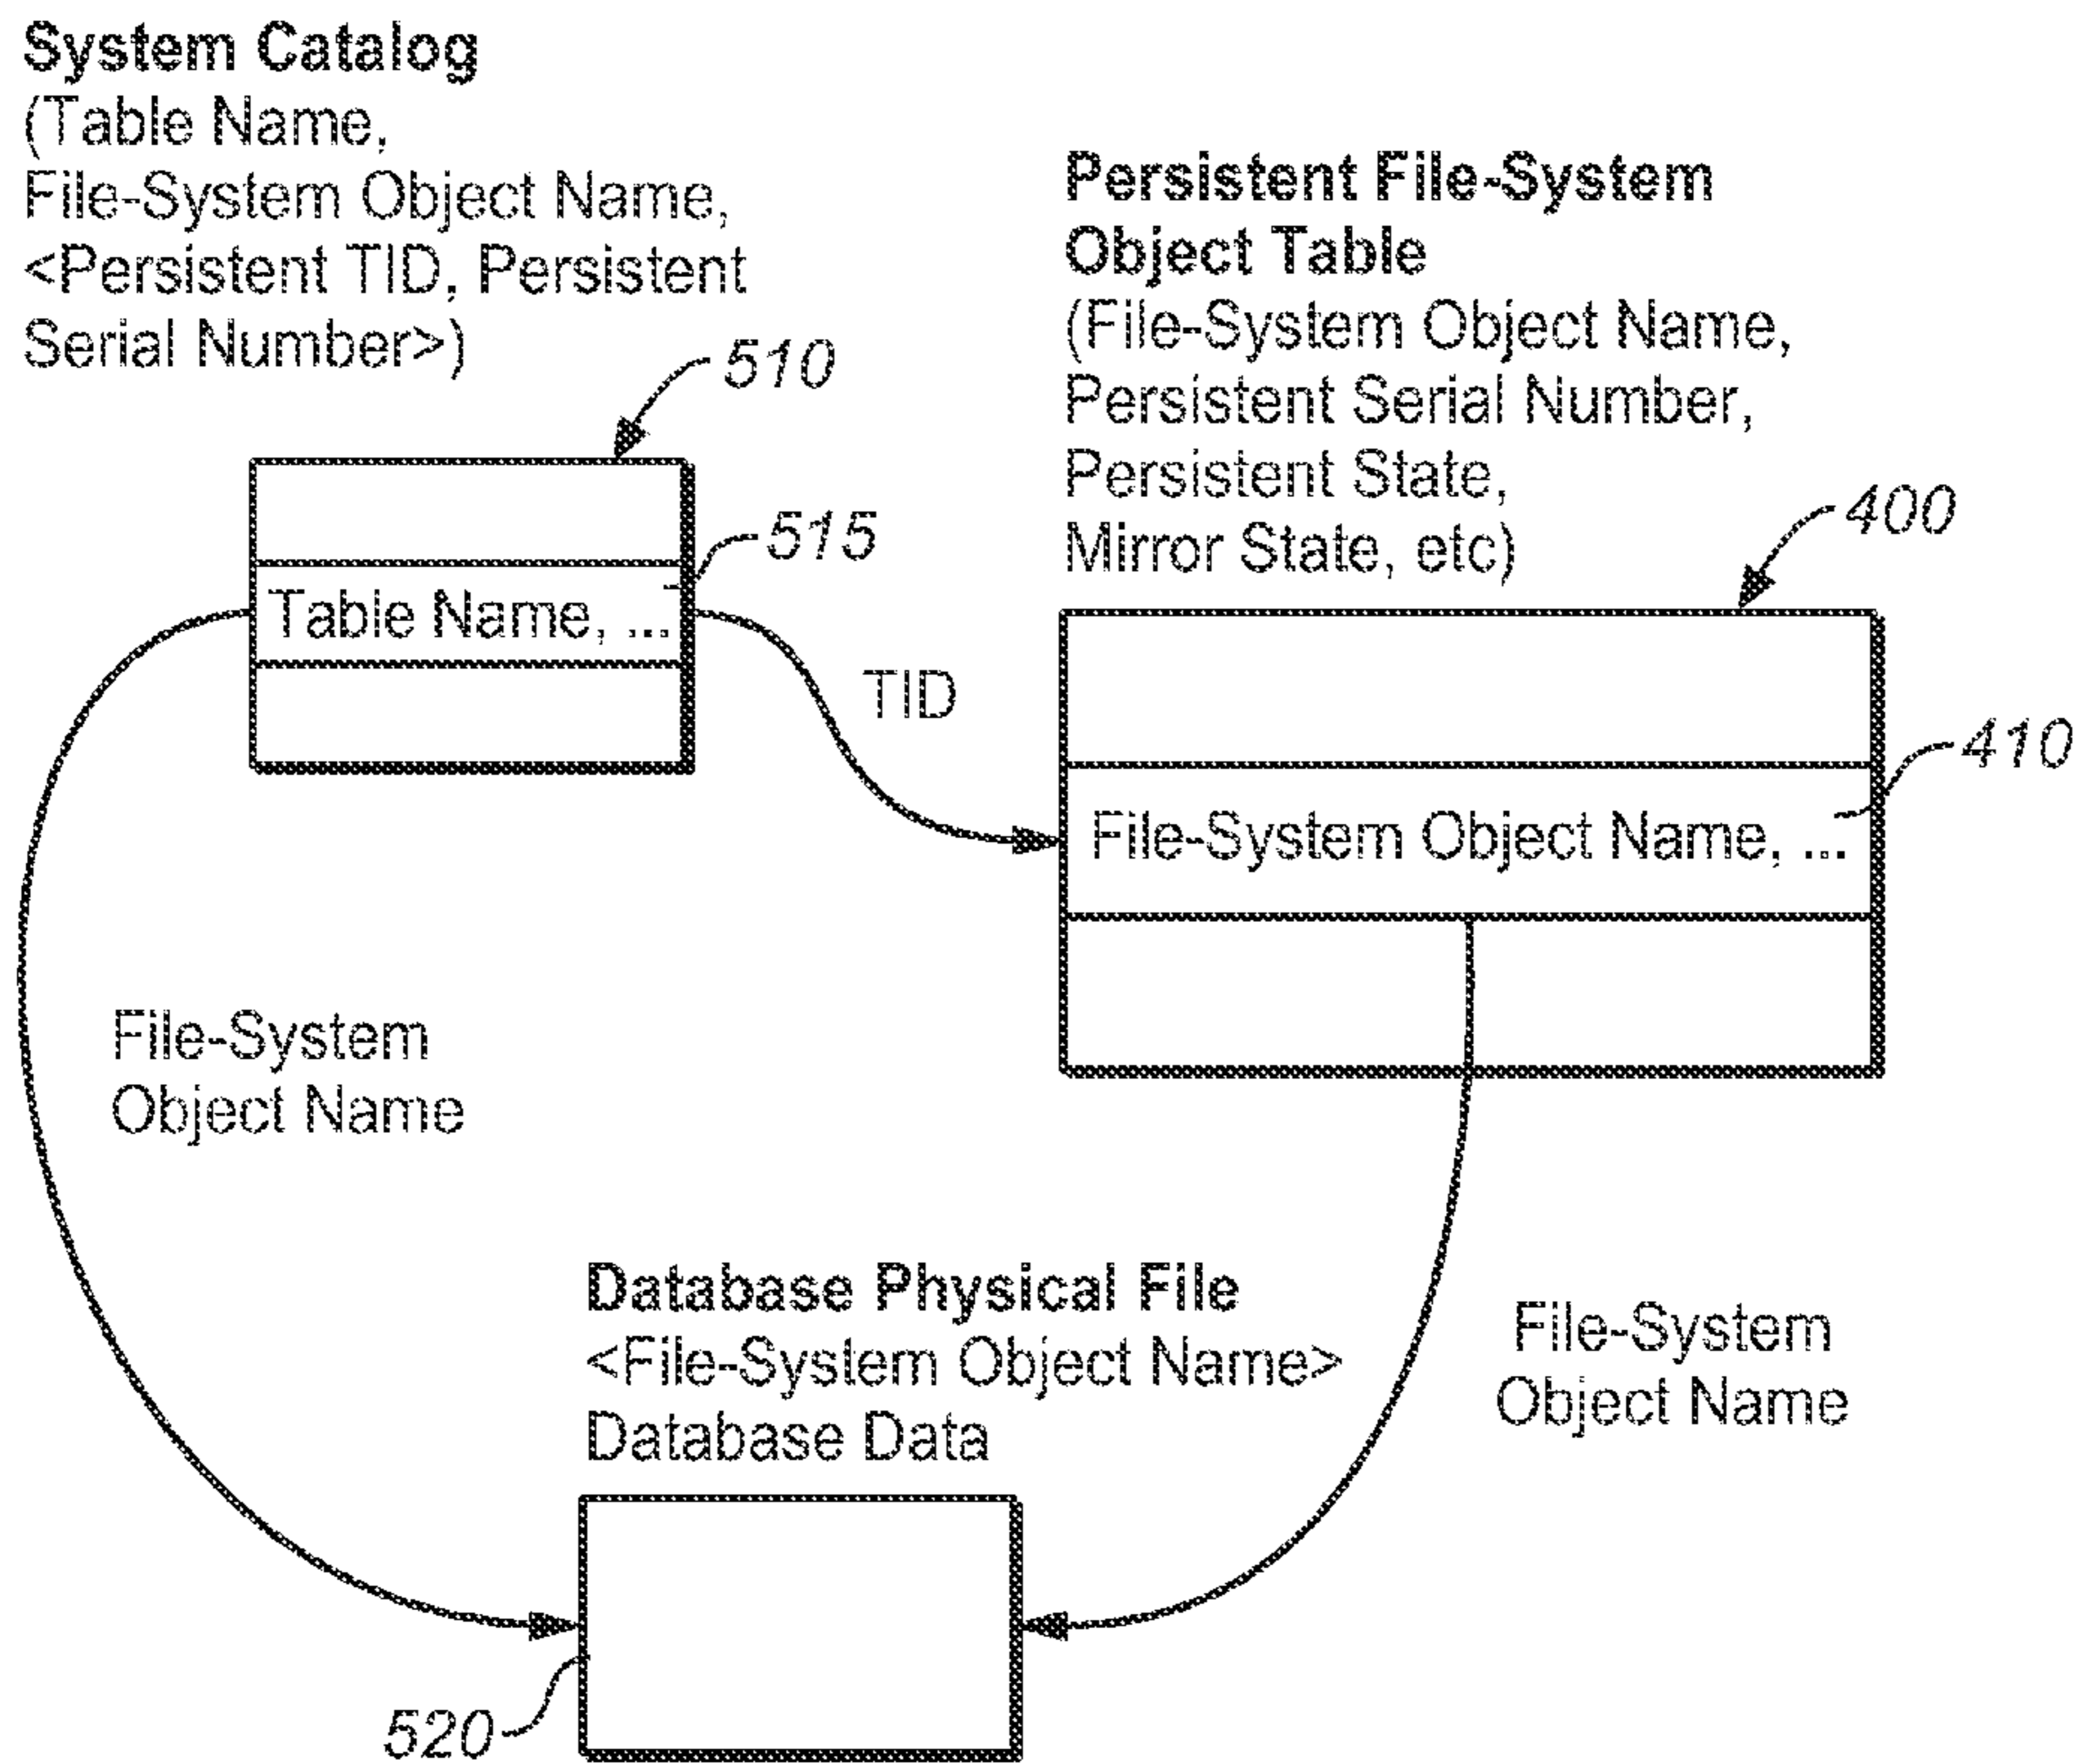 System Catalog
(Table Name,
File-System Object Name,
<Persistent TID, Persistent
Serial Number>)
510
515
Table Name, ...
TID
Persistent File-System
Object Table
(File-System Object Name,
Persistent Serial Number,
Persistent State,
Mirror State, etc)
400
410
File-System Object Name, ...
File-System
Object Name
Database Physical File
<File-System Object Name>
Database Data
File-System
Object Name
520